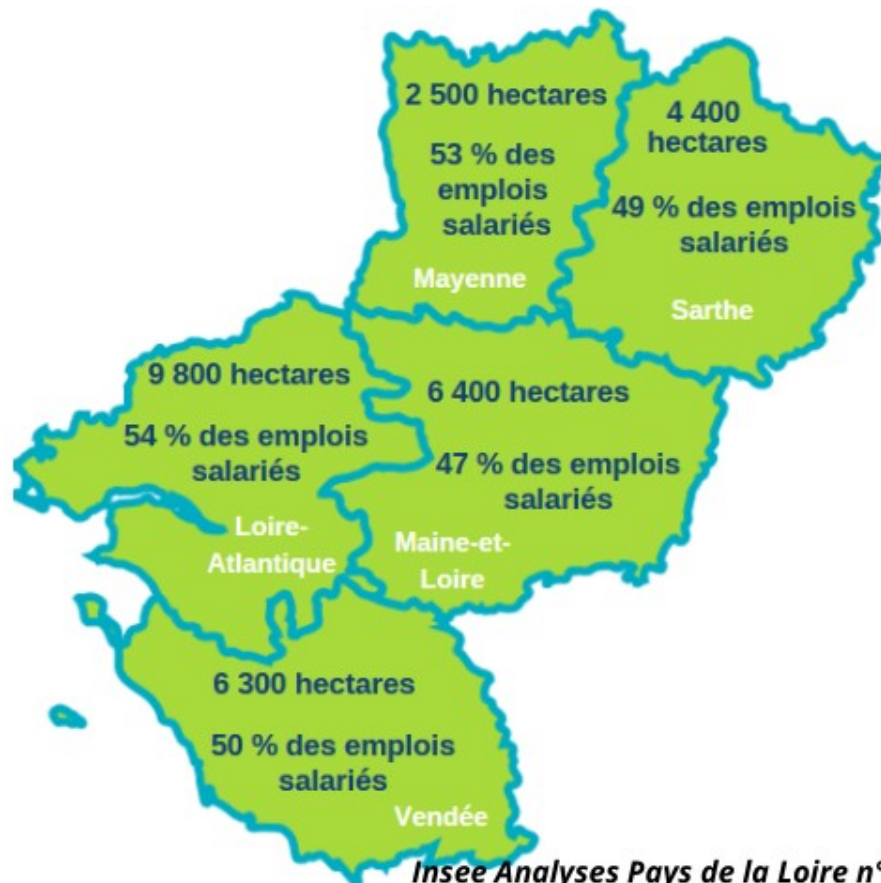 2 500 hectares
53 % des
emplois
salariés
Mayenne
4 400
hectares
49 % des emplois
salariés
Sarthe
9 800 hectares
54 % des emplois
salariés
Loire-
Atlantique
6 400 hectares
47 % des emplois
salariés
Maine-et-
Loire
6 300 hectares
50 % des emplois
salariés
Vendée
Insee Analyses Pays de la Loire n°